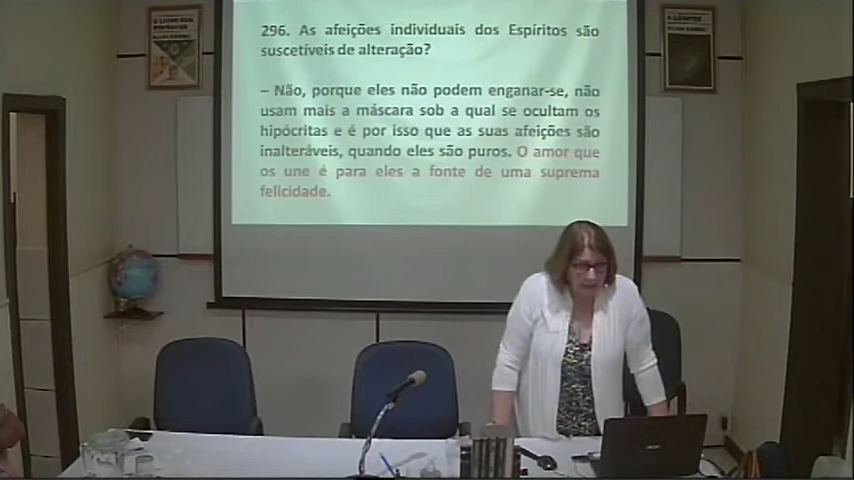 296. As afeições individuais dos Espíritos são
suscetíveis de alteração?
– Não, porque eles não podem enganar-se, não
usam mais a máscara sob a qual se ocultam os
hipócritas e é por isso que as suas afeições são
inalteráveis, quando eles são puros. O amor que
os une é para eles a fonte de uma suprema
felicidade.